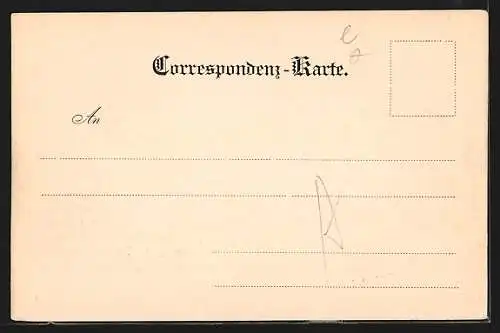 Correspondenz-Karte.
An